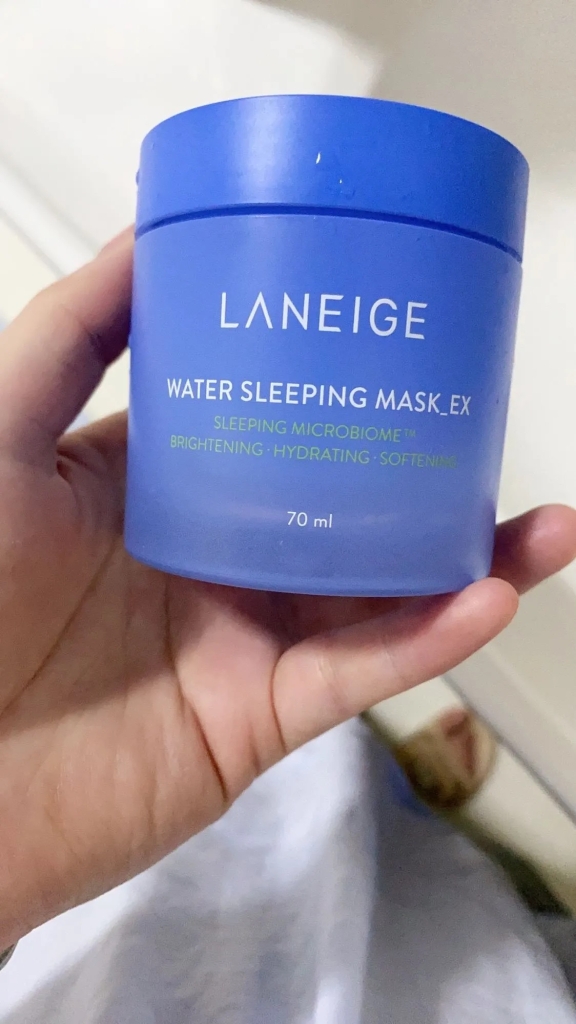 LANEIGE
WATER SLEEPING MASK_EX
SLEEPING MICROBIOME™
BRIGHTENING · HYDRATING · SOFTENING
70 ml